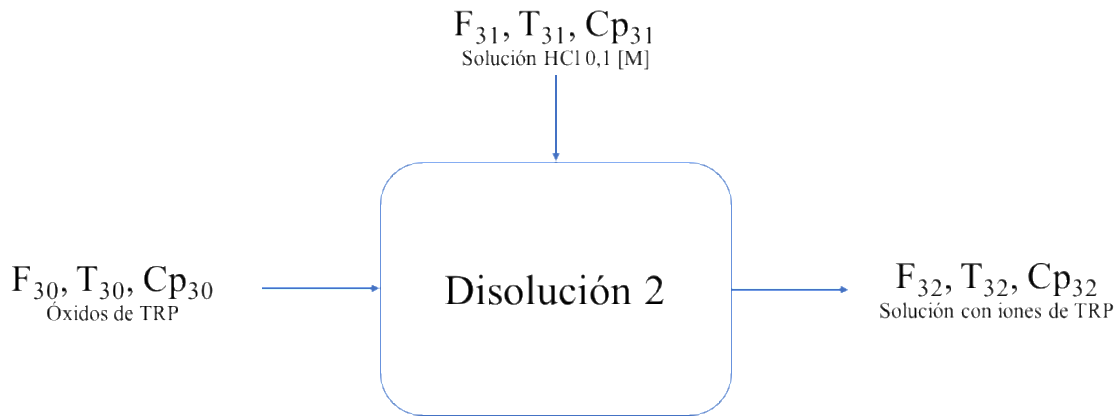 F₃₁, T₃₁, Cp₃₁
Solución HCl 0,1 [M]
F₃₀, T₃₀, Cp₃₀
Óxidos de TRP
Disolución 2
F₃₂, T₃₂, Cp₃₂
Solución con iones de TRP